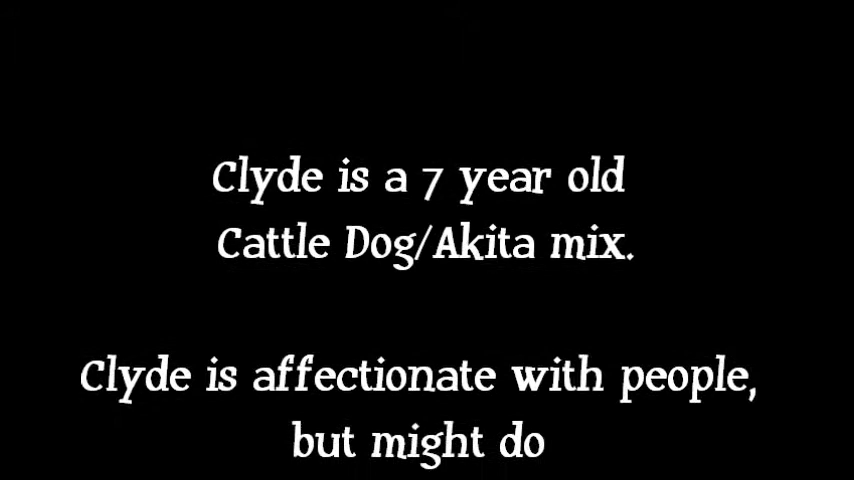 Clyde is a 7 year old
Cattle Dog/Akita mix.
Clyde is affectionate with people,
but might do